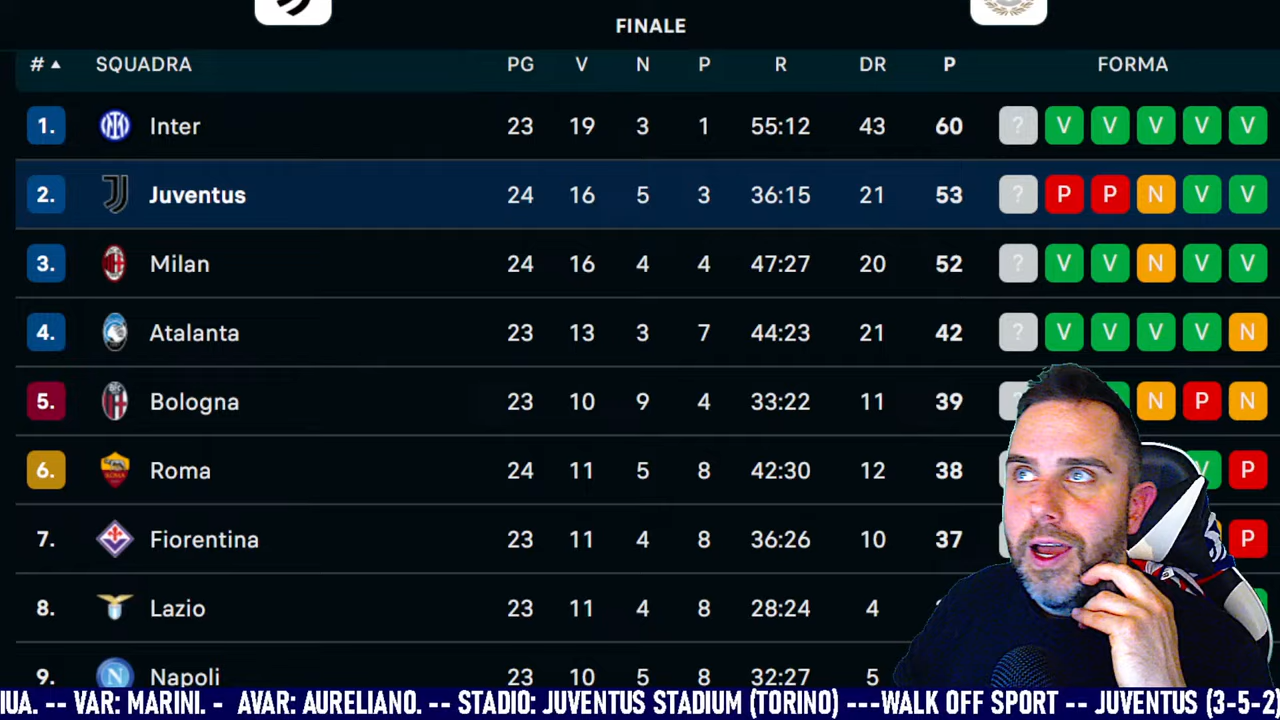 FINALE
# SQUADRA PG V N P R DR P FORMA
1. Inter 23 19 3 1 55:12 43 60 ? V V V V V
2. Juventus 24 16 5 3 36:15 21 53 ? P P N V V
3. Milan 24 16 4 4 47:27 20 52 ? V V N V V
4. Atalanta 23 13 3 7 44:23 21 42 ? V V V V N
5. Bologna 23 10 9 4 33:22 11 39 N P N
6. Roma 24 11 5 8 42:30 12 38 V P
7. Fiorentina 23 11 4 8 36:26 10 37 P
8. Lazio 23 11 4 8 28:24 4
9. Napoli 23 10 5 8 32:27 5
IUA. -- VAR: MARINI. - AVAR: AURELIANO. -- STADIO: JUVENTUS STADIUM (TORINO) ---WALK OFF SPORT -- JUVENTUS (3-5-2)